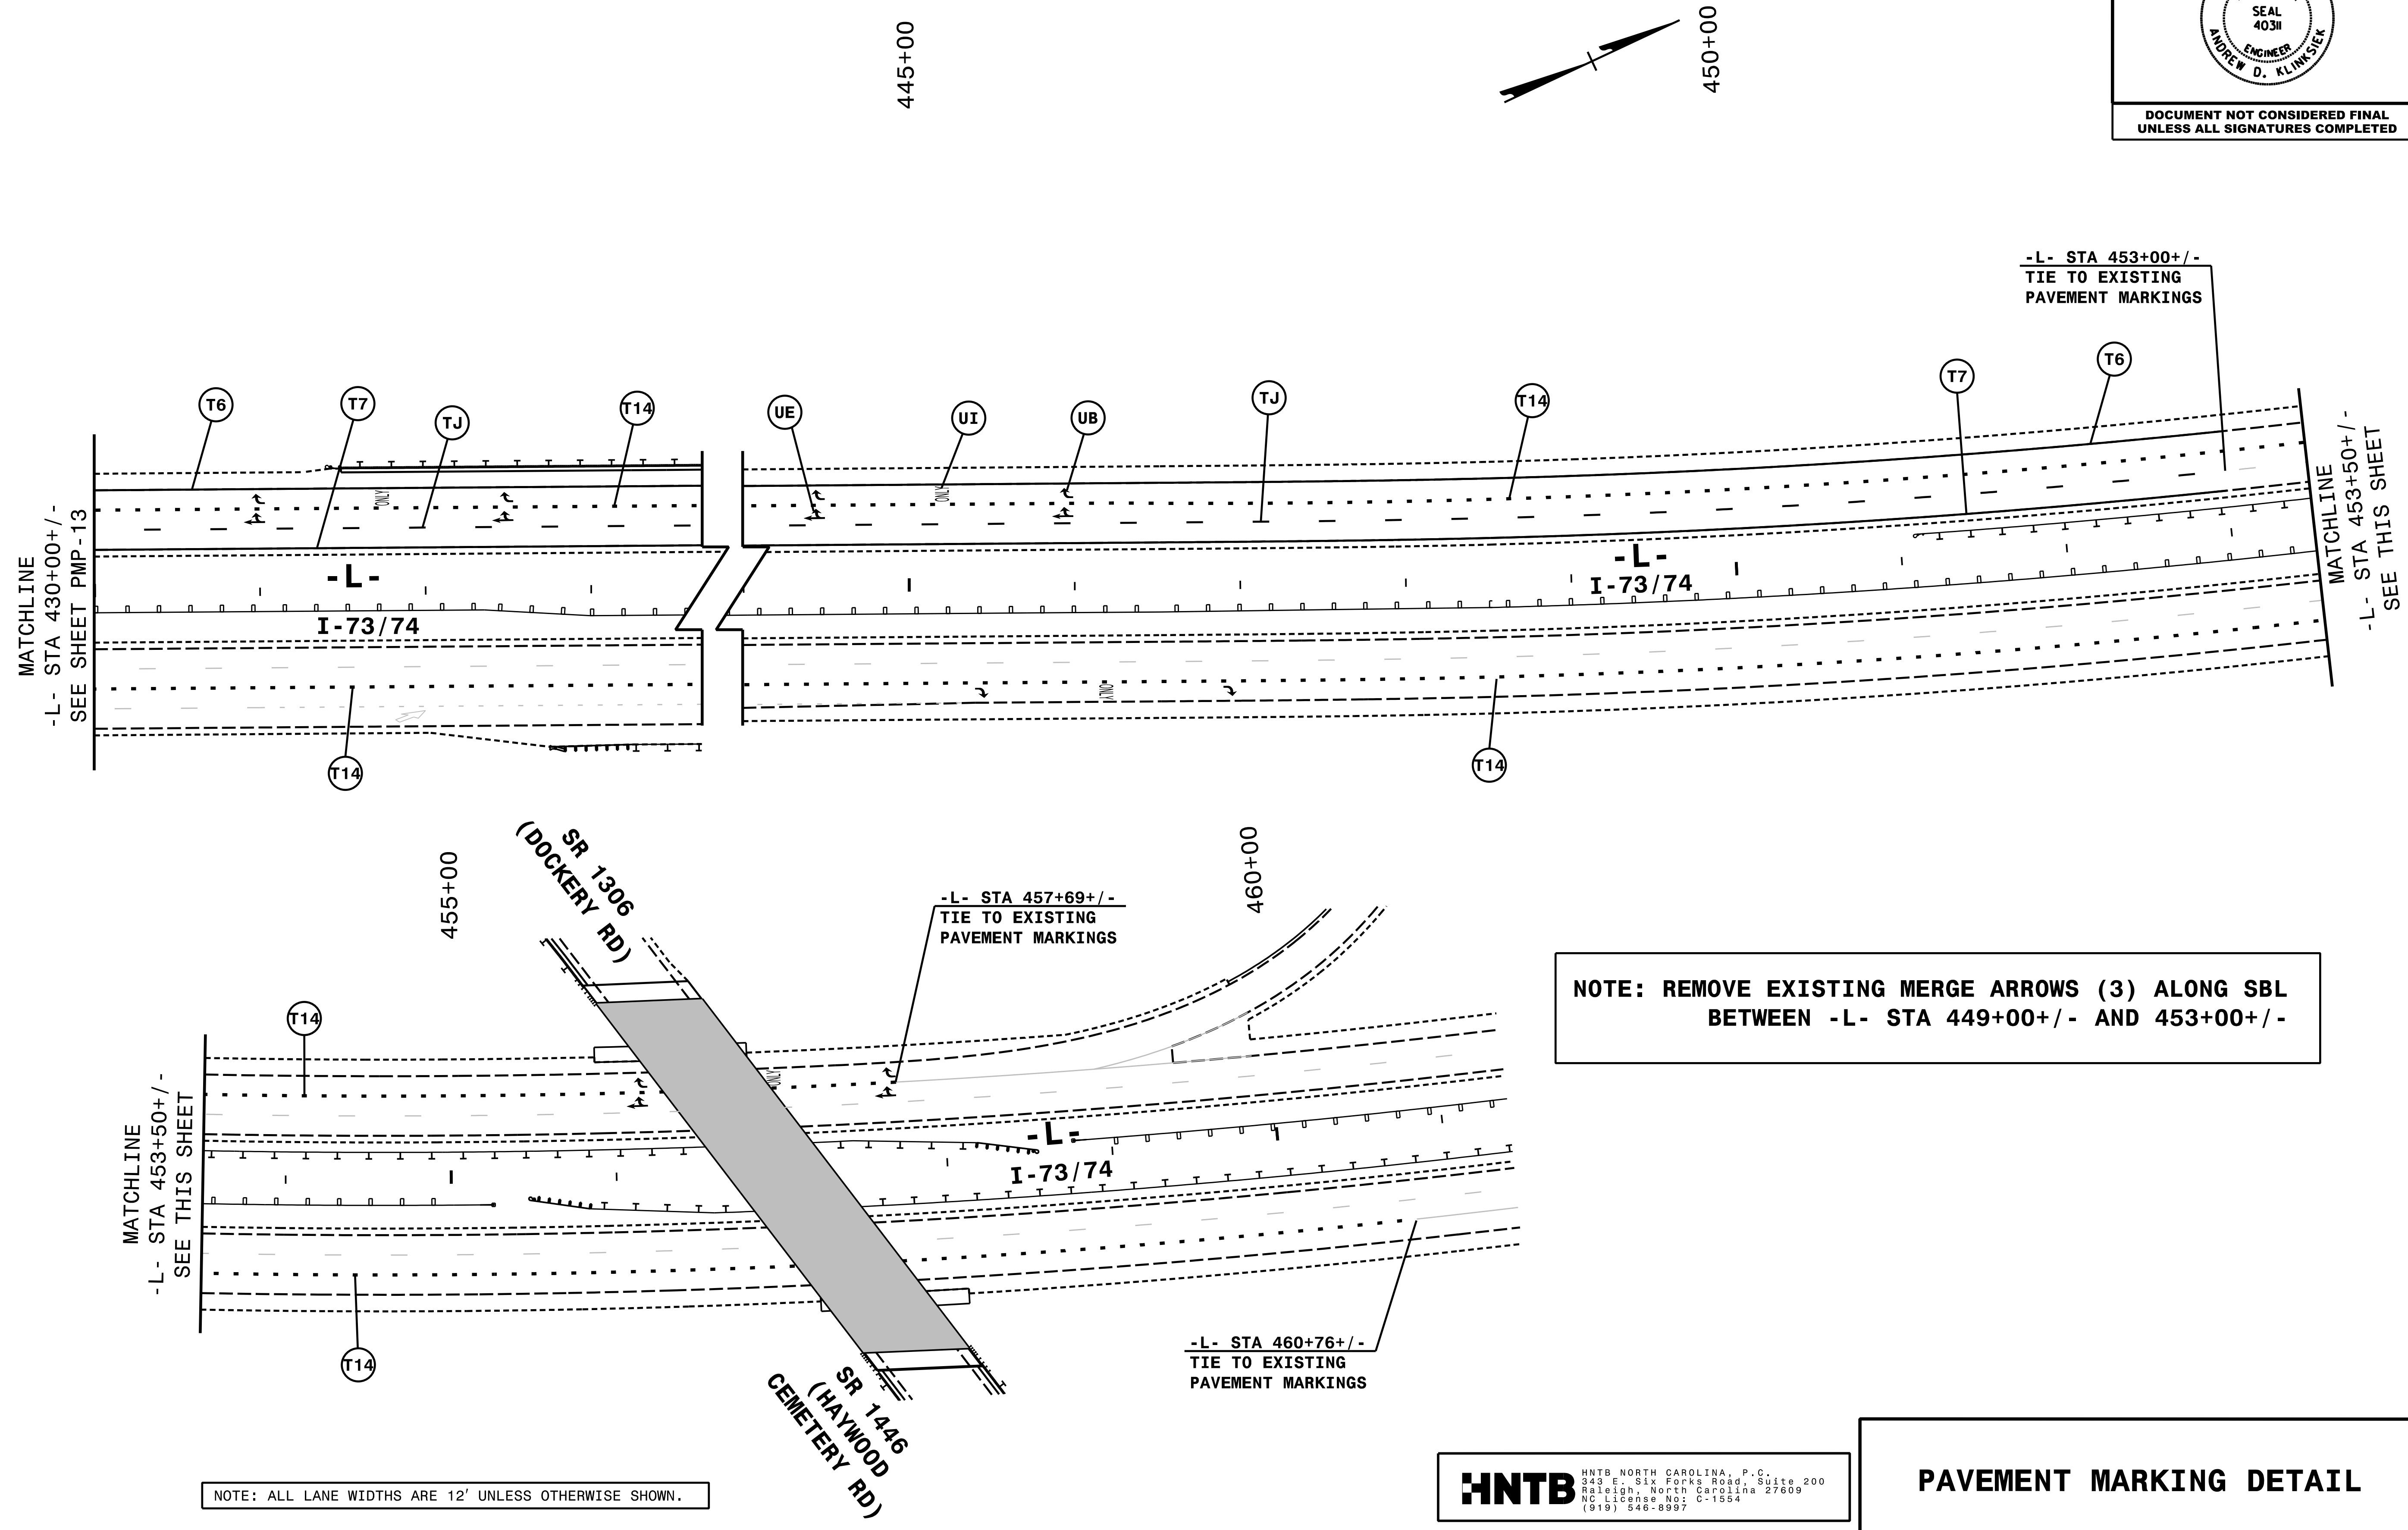 445+00
450+00
SEAL
40311
ENGINEER
ANDREW D. KLINKSIEK
DOCUMENT NOT CONSIDERED FINAL
UNLESS ALL SIGNATURES COMPLETED
-L- STA 453+00+/-
TIE TO EXISTING
PAVEMENT MARKINGS
T6
T7
TJ
T14
UE
UI
UB
TJ
T14
T7
T6
MATCHLINE
-L- STA 430+00+/-
SEE SHEET PMP-13
ONLY
ONLY
-L-
I-73/74
-L-
I-73/74
ONLY
MATCHLINE
-L- STA 453+50+/-
SEE THIS SHEET
T14
T14
455+00
SR 1306
(DOCKERY RD)
460+00
-L- STA 457+69+/-
TIE TO EXISTING
PAVEMENT MARKINGS
NOTE: REMOVE EXISTING MERGE ARROWS (3) ALONG SBL
BETWEEN -L- STA 449+00+/- AND 453+00+/-
T14
ONLY
MATCHLINE
-L- STA 453+50+/-
SEE THIS SHEET
-L-
I-73/74
T14
-L- STA 460+76+/-
TIE TO EXISTING
PAVEMENT MARKINGS
SR 1446
(HAYWOOD
CEMETERY RD)
NOTE: ALL LANE WIDTHS ARE 12' UNLESS OTHERWISE SHOWN.
HNTB
HNTB NORTH CAROLINA, P.C.
343 E. Six Forks Road, Suite 200
Raleigh, North Carolina 27609
NC License No: C-1554
(919) 546-8997
PAVEMENT MARKING DETAIL